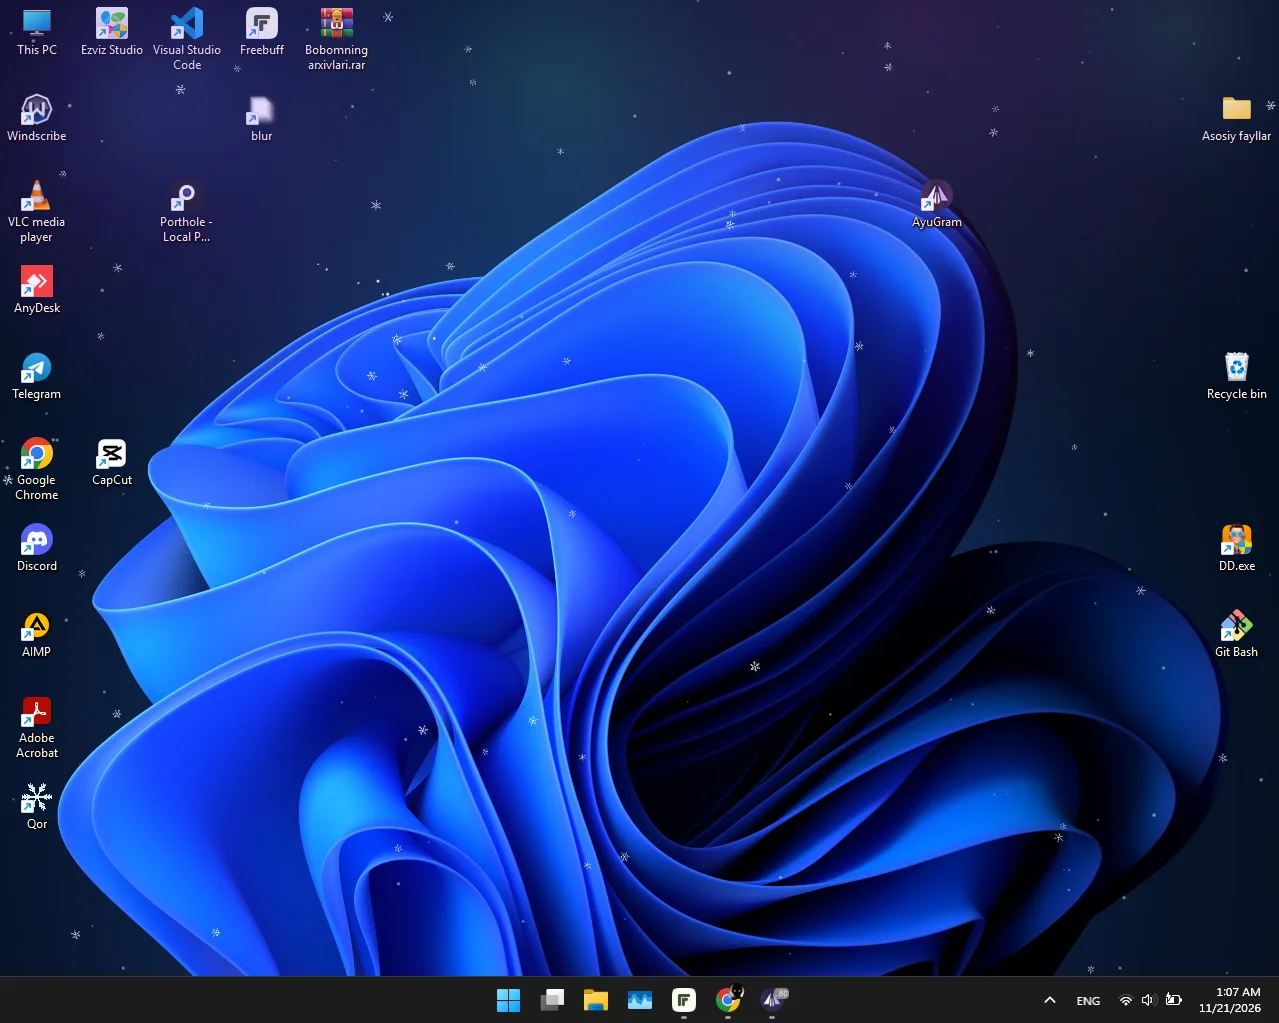 This PC
Ezviz Studio
Visual Studio
Code
Freebuff
Bobomning
arxivlari.rar
Windscribe
blur
Asosiy fayllar
VLC media
player
Porthole -
Local P...
AyuGram
AnyDesk
Telegram
Recycle bin
Google
Chrome
CapCut
Discord
DD.exe
AIMP
Git Bash
Adobe
Acrobat
Qor
ENG
1:07 AM
11/21/2026